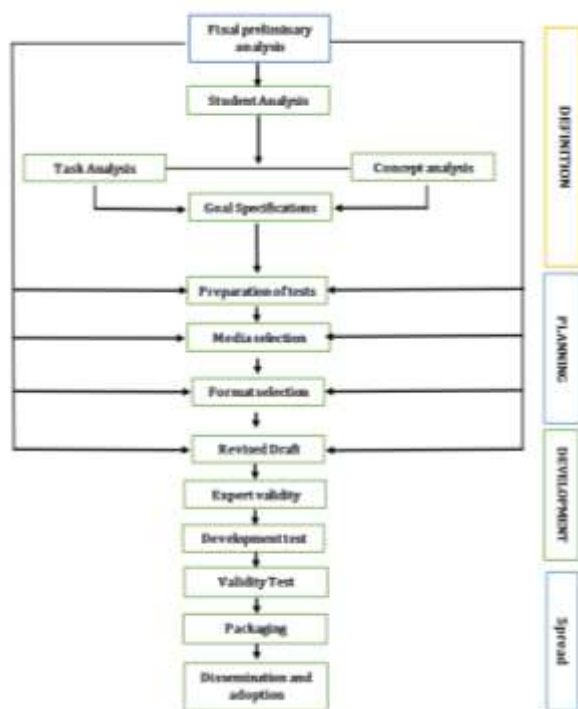 Final preliminary
analysis
Student Analysis
Task Analysis
Concept analysis
Goal Specifications
Preparation of tests
Media selection
Format selection
Revised Draft
Expert validity
Development test
Validity Test
Packaging
Dissemination and
adoption
DEFINITION
PLANNING
DEVELOPMENT
Spread